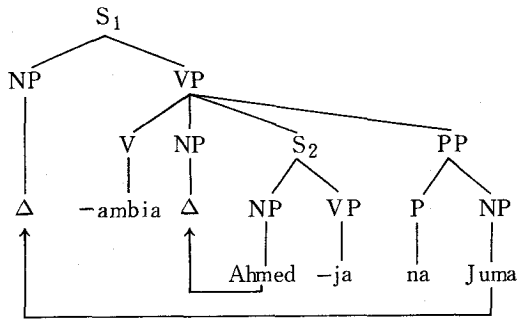 S₁
NP VP
V NP S₂ PP
Δ -ambia Δ NP VP P NP
Ahmed -ja na Juma